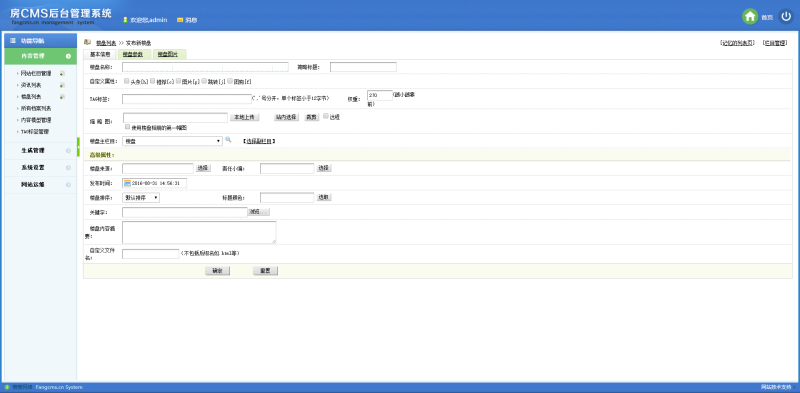 房CMS后台管理系统
Fangcms.cn management system
欢迎您,admin 消息
首页
功能导航
内容管理
网站栏目管理
资讯列表
楼盘列表
所有档案列表
内容模型管理
TAG标签管理
生成管理
系统设置
网站运维
楼盘列表 >> 发布新楼盘
[记忆的列表页] [栏目管理]
基本信息 楼盘参数 楼盘图片
楼盘名称: 简略标题:
自定义属性: 头条[h] 推荐[c] 图片[p] 跳转[j] 图稿[f]
TAG标签: (','号分开,单个标签小于12字节) 权重: 270 (越小越靠前)
缩 略 图: 本地上传 站内选择 裁剪 远程
使用楼盘相册的第一幅图
楼盘主栏目: 楼盘 【选择副栏目】
高级属性:
楼盘来源: 选择 责任小编: 选择
发布时间: 2016-08-31 14:56:31
楼盘排序: 默认排序 标题颜色: 选取
关键字: 浏览...
楼盘内容摘要:
自定义文件名: (不包括后缀名如.html等)
确定 重置
Fangcms.cn System
网站技术支持